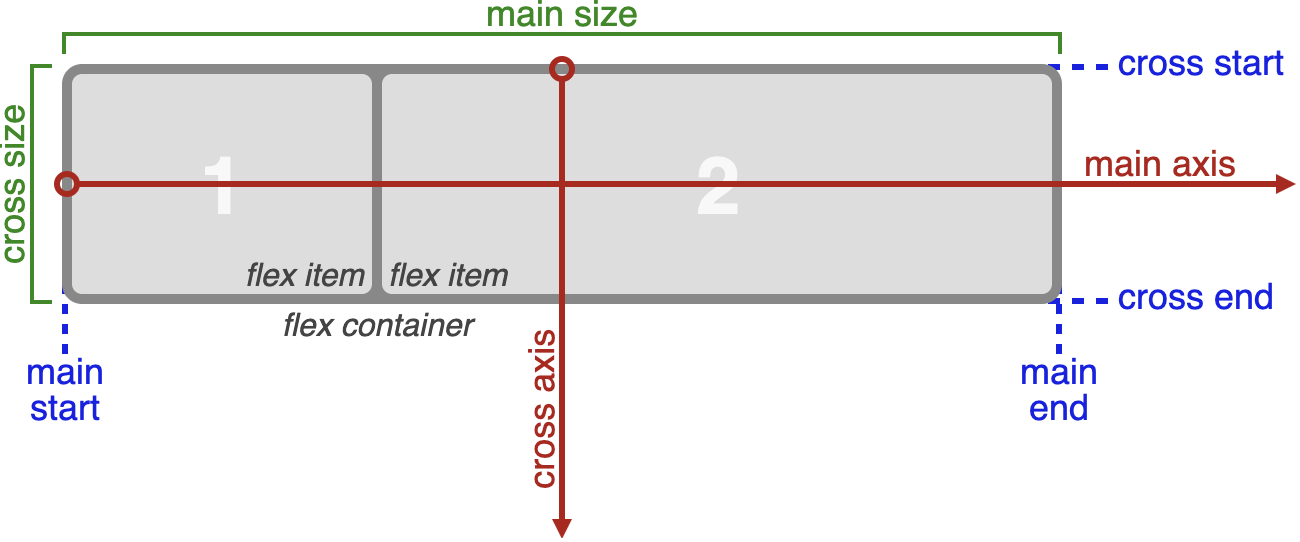 main size
cross start
cross size
1
2
main axis
flex item
flex item
cross end
flex container
cross axis
main
start
main
end